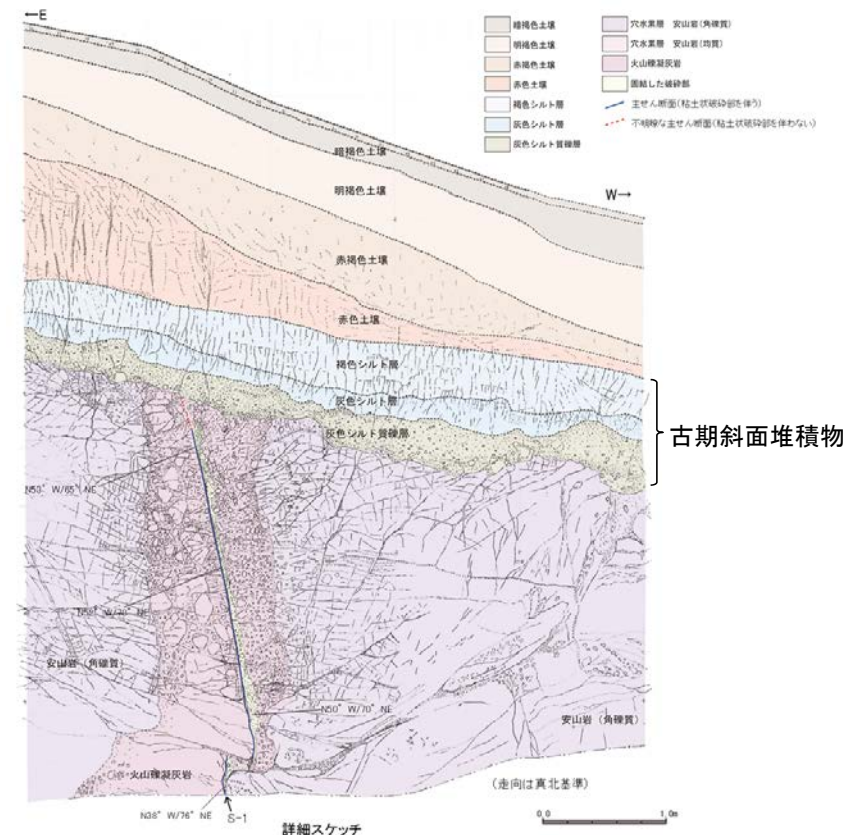 ←E
暗褐色土壌
明褐色土壌
赤褐色土壌
赤色土壌
褐色シルト層
灰色シルト層
灰色シルト質礫層
穴水累層 安山岩(角礫質)
穴水累層 安山岩(均質)
火山礫凝灰岩
固結した破砕部
主せん断面(粘土状破砕部を伴う)
不明瞭な主せん断面(粘土状破砕部を伴わない)
W→
暗褐色土壌
明褐色土壌
赤褐色土壌
赤色土壌
褐色シルト層
灰色シルト層
灰色シルト質礫層
古期斜面堆積物
N53° W/65° NE
N50° W/70° NE
安山岩(角礫質)
安山岩(角礫質)
火山礫凝灰岩
N38° W/76° NE
S-1
(走向は真北基準)
詳細スケッチ
0.0
1.0m